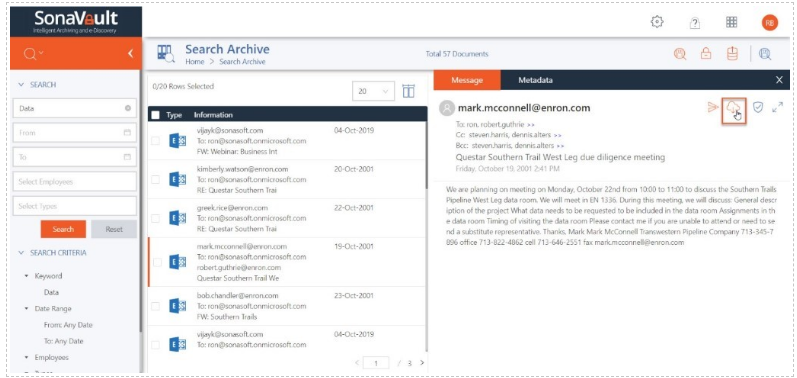 SonaVault
Intelligent Archiving and e-Discovery
RB
Search Archive
Home > Search Archive
Total 57 Documents
SEARCH
Data
From
To
Select Employees
Select Types
Search Reset
SEARCH CRITERIA
Keyword
Data
Date Range
From: Any Date
To: Any Date
Employees
0/20 Rows Selected
20
Type Information
vijayk@sonasoft.com 04-Oct-2019
To: ron@sonasoft.onmicrosoft.com
FW: Webinar: Business Int
kimberly.watson@enron.com 20-Oct-2001
To: ron@sonasoft.onmicrosoft.com
RE: Questar Southern Trai
greek.rice@enron.com 22-Oct-2001
To: ron@sonasoft.onmicrosoft.com
RE: Questar Southern Trai
mark.mcconnell@enron.com 19-Oct-2001
To: ron@sonasoft.onmicrosoft.com
robert.guthrie@enron.com
Questar Southern Trail We
bob.chandler@enron.com 23-Oct-2001
To: ron@sonasoft.onmicrosoft.com
FW: Southern Trails
vijayk@sonasoft.com 04-Oct-2019
To: ron@sonasoft.onmicrosoft.com
< 1 / 3 >
Message Metadata X
mark.mcconnell@enron.com
To: ron, robert.guthrie >>
Cc: steven.harris, dennis.alters >>
Bcc: steven.harris, dennis.alters >>
Questar Southern Trail West Leg due diligence meeting
Friday, October 19, 2001 2:41 PM
We are planning on meeting on Monday, October 22nd from 10:00 to 11:00 to discuss the Southern Trails
Pipeline West Leg data room. We will meet in EN 1336. During this meeting, we will discuss: General descr
iption of the project What data needs to be requested to be included in the data room Assignments in th
e data room Timing of visiting the data room Please contact me if you are unable to attend or need to se
nd a substitute representative. Thanks, Mark Mark McConnell Transwestern Pipeline Company 713-345-7
896 office 713-822-4862 cell 713-646-2551 fax mark.mcconnell@enron.com